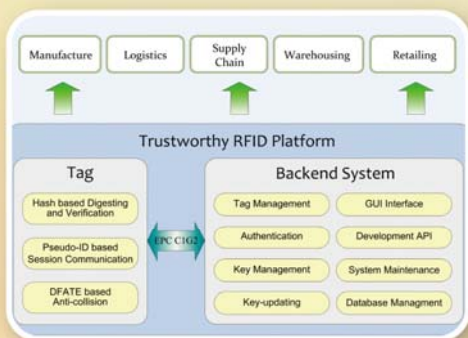 Manufacture
Logistics
Supply
Chain
Warehousing
Retailing
Trustworthy RFID Platform
Tag
Hash based Digesting
and Verification
Pseudo-ID based
Session Communication
DFATE based
Anti-collision
EPC C1G2
Backend System
Tag Management
GUI Interface
Authentication
Development API
Key Management
System Maintenance
Key-updating
Database Managment